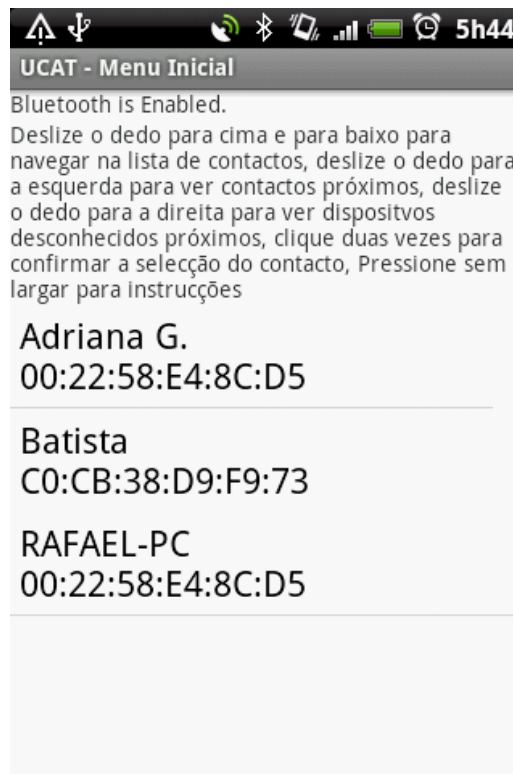 5h44
UCAT - Menu Inicial
Bluetooth is Enabled.
Deslize o dedo para cima e para baixo para
navegar na lista de contactos, deslize o dedo para
a esquerda para ver contactos próximos, deslize
o dedo para a direita para ver dispositvos
desconhecidos próximos, clique duas vezes para
confirmar a selecção do contacto, Pressione sem
largar para instrucções
Adriana G.
00:22:58:E4:8C:D5
Batista
C0:CB:38:D9:F9:73
RAFAEL-PC
00:22:58:E4:8C:D5